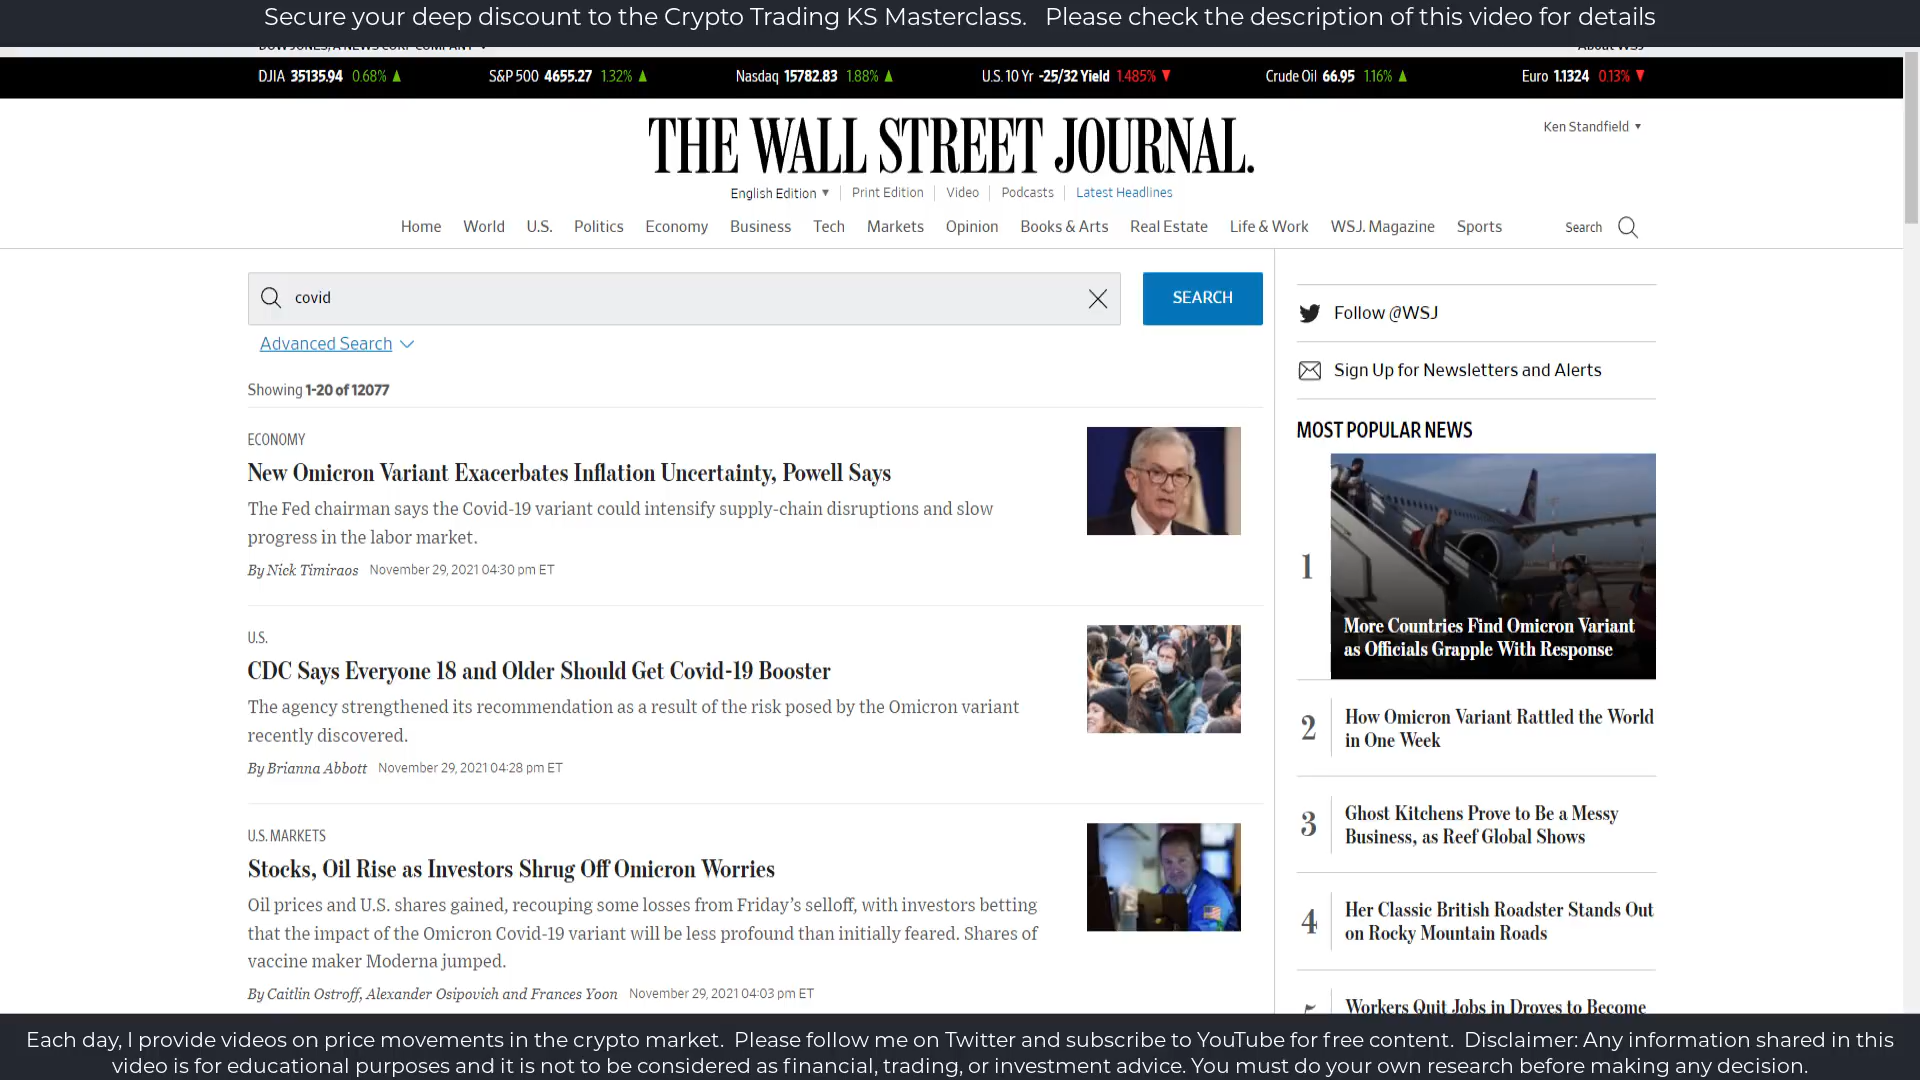 Secure your deep discount to the Crypto Trading KS Masterclass. Please check the description of this video for details
DOW JONES, A NEWS CORP COMPANY
About WSJ
DJIA 35135.94 0.68% ▲
S&P 500 4655.27 1.32% ▲
Nasdaq 15782.83 1.88% ▲
U.S. 10 Yr -25/32 Yield 1.485% ▼
Crude Oil 66.95 1.16% ▲
Euro 1.1324 0.13% ▼
THE WALL STREET JOURNAL.
Ken Standfield ▼
English Edition ▼ Print Edition Video Podcasts Latest Headlines
Home World U.S. Politics Economy Business Tech Markets Opinion Books & Arts Real Estate Life & Work WSJ. Magazine Sports Search
covid
SEARCH
Advanced Search
Showing 1-20 of 12077
ECONOMY
New Omicron Variant Exacerbates Inflation Uncertainty, Powell Says
The Fed chairman says the Covid-19 variant could intensify supply-chain disruptions and slow
progress in the labor market.
By Nick Timiraos November 29, 2021 04:30 pm ET
U.S.
CDC Says Everyone 18 and Older Should Get Covid-19 Booster
The agency strengthened its recommendation as a result of the risk posed by the Omicron variant
recently discovered.
By Brianna Abbott November 29, 2021 04:28 pm ET
U.S. MARKETS
Stocks, Oil Rise as Investors Shrug Off Omicron Worries
Oil prices and U.S. shares gained, recouping some losses from Friday's selloff, with investors betting
that the impact of the Omicron Covid-19 variant will be less profound than initially feared. Shares of
vaccine maker Moderna jumped.
By Caitlin Ostroff, Alexander Osipovich and Frances Yoon November 29, 2021 04:03 pm ET
Follow @WSJ
Sign Up for Newsletters and Alerts
MOST POPULAR NEWS
1
More Countries Find Omicron Variant
as Officials Grapple With Response
2
How Omicron Variant Rattled the World
in One Week
3
Ghost Kitchens Prove to Be a Messy
Business, as Reef Global Shows
4
Her Classic British Roadster Stands Out
on Rocky Mountain Roads
5
Workers Quit Jobs in Droves to Become
Each day, I provide videos on price movements in the crypto market. Please follow me on Twitter and subscribe to YouTube for free content. Disclaimer: Any information shared in this
video is for educational purposes and it is not to be considered as financial, trading, or investment advice. You must do your own research before making any decision.